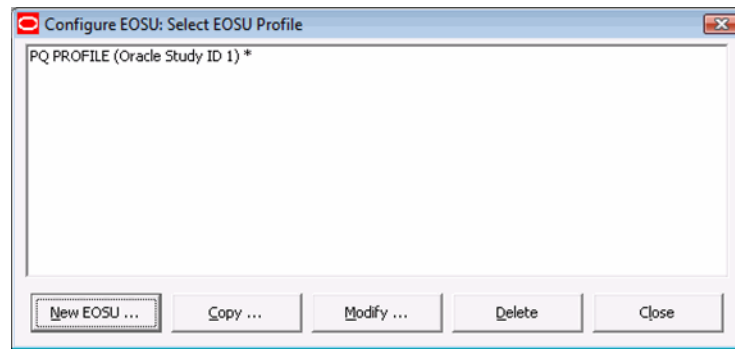 Configure EOSU: Select EOSU Profile
PQ PROFILE (Oracle Study ID 1) *
New EOSU ... Copy ... Modify ... Delete Close